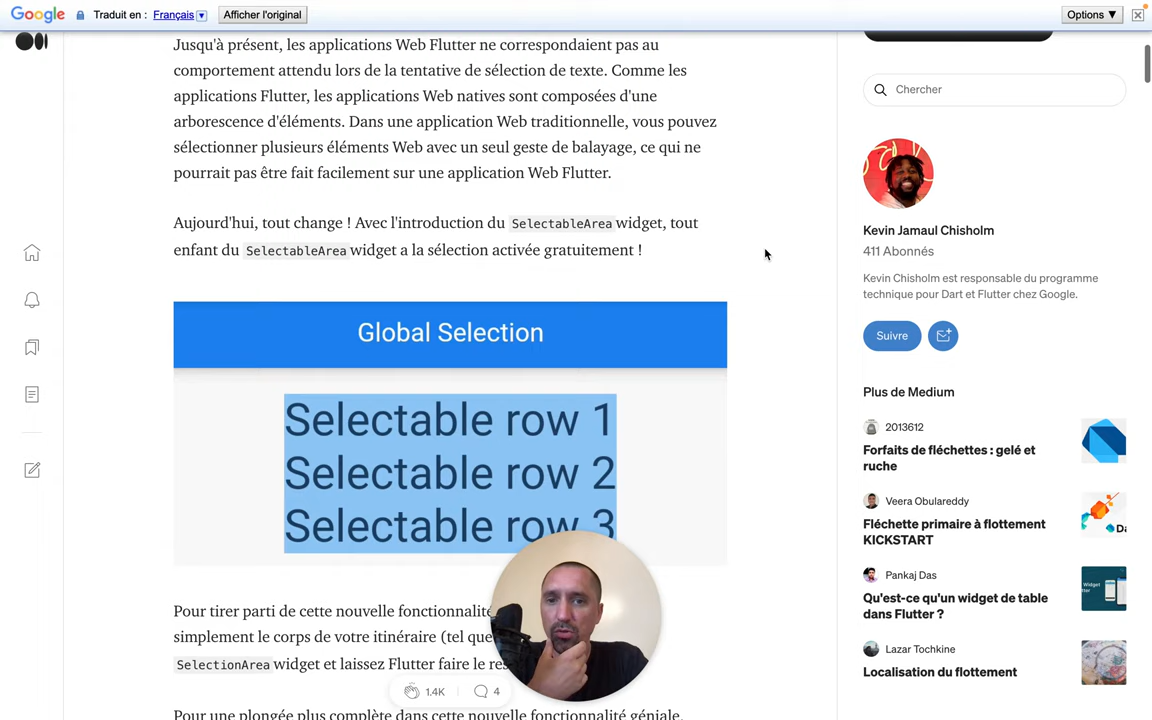 Google Traduit en : Français ▼ Afficher l'original Options ▼
Jusqu'à présent, les applications Web Flutter ne correspondaient pas au
comportement attendu lors de la tentative de sélection de texte. Comme les
applications Flutter, les applications Web natives sont composées d'une
arborescence d'éléments. Dans une application Web traditionnelle, vous pouvez
sélectionner plusieurs éléments Web avec un seul geste de balayage, ce qui ne
pourrait pas être fait facilement sur une application Web Flutter.
Aujourd'hui, tout change ! Avec l'introduction du SelectableArea widget, tout
enfant du SelectableArea widget a la sélection activée gratuitement !
Global Selection
Selectable row 1
Selectable row 2
Selectable row 3
Pour tirer parti de cette nouvelle fonctionnalité
simplement le corps de votre itinéraire (tel que
SelectionArea widget et laissez Flutter faire le
1.4K 4
Pour une plongée plus complète dans cette nouvelle fonctionnalité géniale,
Chercher
Kevin Jamaul Chisholm
411 Abonnés
Kevin Chisholm est responsable du programme
technique pour Dart et Flutter chez Google.
Suivre
Plus de Medium
2013612
Forfaits de fléchettes : gelé et
ruche
Veera Obulareddy
Fléchette primaire à flottement
KICKSTART
Pankaj Das
Qu'est-ce qu'un widget de table
dans Flutter ?
Lazar Tochkine
Localisation du flottement